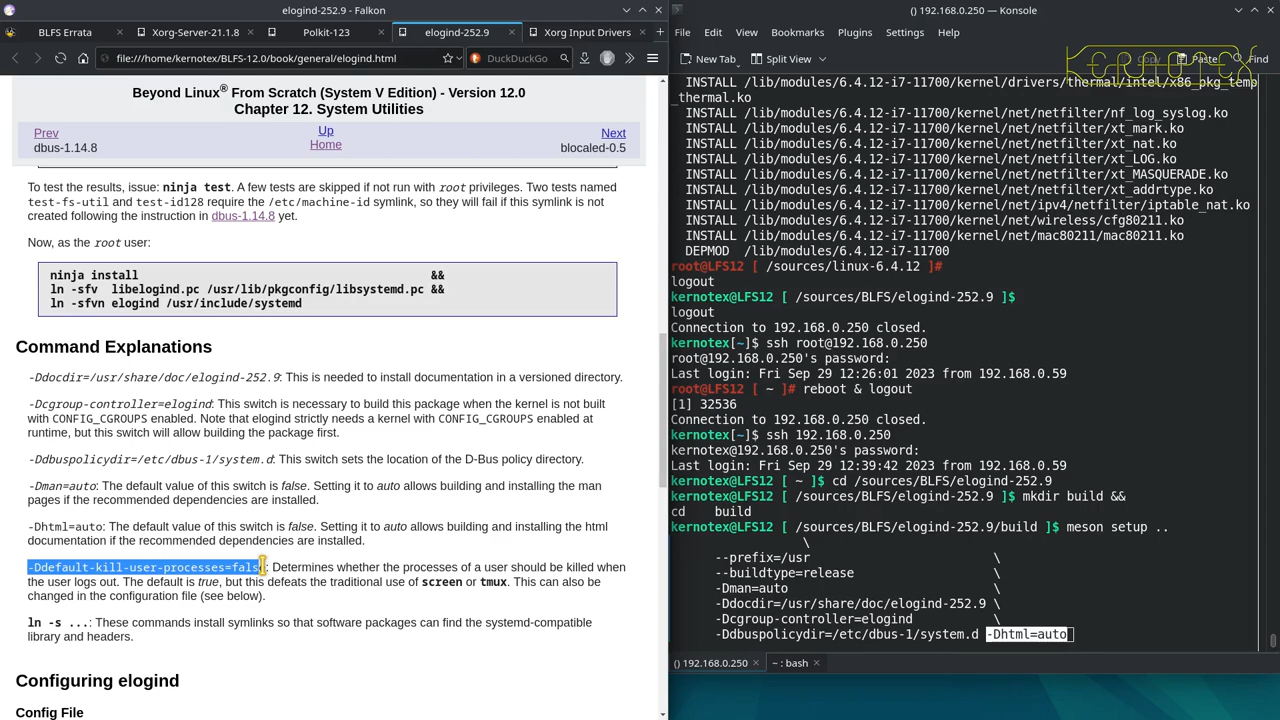 elogind-252.9 - Falkon
BLFS Errata
Xorg-Server-21.1.8
Polkit-123
elogind-252.9
Xorg Input Drivers
file:///home/kernotex/BLFS-12.0/book/general/elogind.html
DuckDuckGo
Beyond Linux® From Scratch (System V Edition) - Version 12.0
Chapter 12. System Utilities
Prev
Up
Next
dbus-1.14.8
Home
blocaled-0.5
To test the results, issue: ninja test. A few tests are skipped if not run with root privileges. Two tests named
test-fs-util and test-id128 require the /etc/machine-id symlink, so they will fail if this symlink is not
created following the instruction in dbus-1.14.8 yet.
Now, as the root user:
ninja install &&
ln -sfv libelogind.pc /usr/lib/pkgconfig/libsystemd.pc &&
ln -sfvn elogind /usr/include/systemd
Command Explanations
-Ddocdir=/usr/share/doc/elogind-252.9: This is needed to install documentation in a versioned directory.
-Dcgroup-controller=elogind: This switch is necessary to build this package when the kernel is not built
with CONFIG_CGROUPS enabled. Note that elogind strictly needs a kernel with CONFIG_CGROUPS enabled at
runtime, but this switch will allow building the package first.
-Ddbuspolicydir=/etc/dbus-1/system.d: This switch sets the location of the D-Bus policy directory.
-Dman=auto: The default value of this switch is false. Setting it to auto allows building and installing the man
pages if the recommended dependencies are installed.
-Dhtml=auto: The default value of this switch is false. Setting it to auto allows building and installing the html
documentation if the recommended dependencies are installed.
-Ddefault-kill-user-processes=false: Determines whether the processes of a user should be killed when
the user logs out. The default is true, but this defeats the traditional use of screen or tmux. This can also be
changed in the configuration file (see below).
ln -s ...: These commands install symlinks so that software packages can find the systemd-compatible
library and headers.
Configuring elogind
Config File
() 192.168.0.250 — Konsole
File Edit View Bookmarks Plugins Settings Help
New Tab Split View Copy Paste Find
KERNOTEX
INSTALL /lib/modules/6.4.12-i7-11700/kernel/drivers/thermal/intel/x86_pkg_temp
_thermal.ko
INSTALL /lib/modules/6.4.12-i7-11700/kernel/net/netfilter/nf_log_syslog.ko
INSTALL /lib/modules/6.4.12-i7-11700/kernel/net/netfilter/xt_mark.ko
INSTALL /lib/modules/6.4.12-i7-11700/kernel/net/netfilter/xt_nat.ko
INSTALL /lib/modules/6.4.12-i7-11700/kernel/net/netfilter/xt_LOG.ko
INSTALL /lib/modules/6.4.12-i7-11700/kernel/net/netfilter/xt_MASQUERADE.ko
INSTALL /lib/modules/6.4.12-i7-11700/kernel/net/netfilter/xt_addrtype.ko
INSTALL /lib/modules/6.4.12-i7-11700/kernel/net/ipv4/netfilter/iptable_nat.ko
INSTALL /lib/modules/6.4.12-i7-11700/kernel/net/wireless/cfg80211.ko
INSTALL /lib/modules/6.4.12-i7-11700/kernel/net/mac80211/mac80211.ko
DEPMOD /lib/modules/6.4.12-i7-11700
root@LFS12 [ /sources/linux-6.4.12 ]#
logout
kernotex@LFS12 [ /sources/BLFS/elogind-252.9 ]$
logout
Connection to 192.168.0.250 closed.
kernotex[~]$ ssh root@192.168.0.250
root@192.168.0.250's password:
Last login: Fri Sep 29 12:26:01 2023 from 192.168.0.59
root@LFS12 [ ~ ]# reboot & logout
[1] 32536
Connection to 192.168.0.250 closed.
kernotex[~]$ ssh 192.168.0.250
kernotex@192.168.0.250's password:
Last login: Fri Sep 29 12:39:42 2023 from 192.168.0.59
kernotex@LFS12 [ ~ ]$ cd /sources/BLFS/elogind-252.9
kernotex@LFS12 [ /sources/BLFS/elogind-252.9 ]$ mkdir build &&
cd build
kernotex@LFS12 [ /sources/BLFS/elogind-252.9/build ]$ meson setup ..
\
--prefix=/usr \
--buildtype=release \
-Dman=auto \
-Ddocdir=/usr/share/doc/elogind-252.9 \
-Dcgroup-controller=elogind \
-Ddbuspolicydir=/etc/dbus-1/system.d -Dhtml=auto
() 192.168.0.250
~ : bash